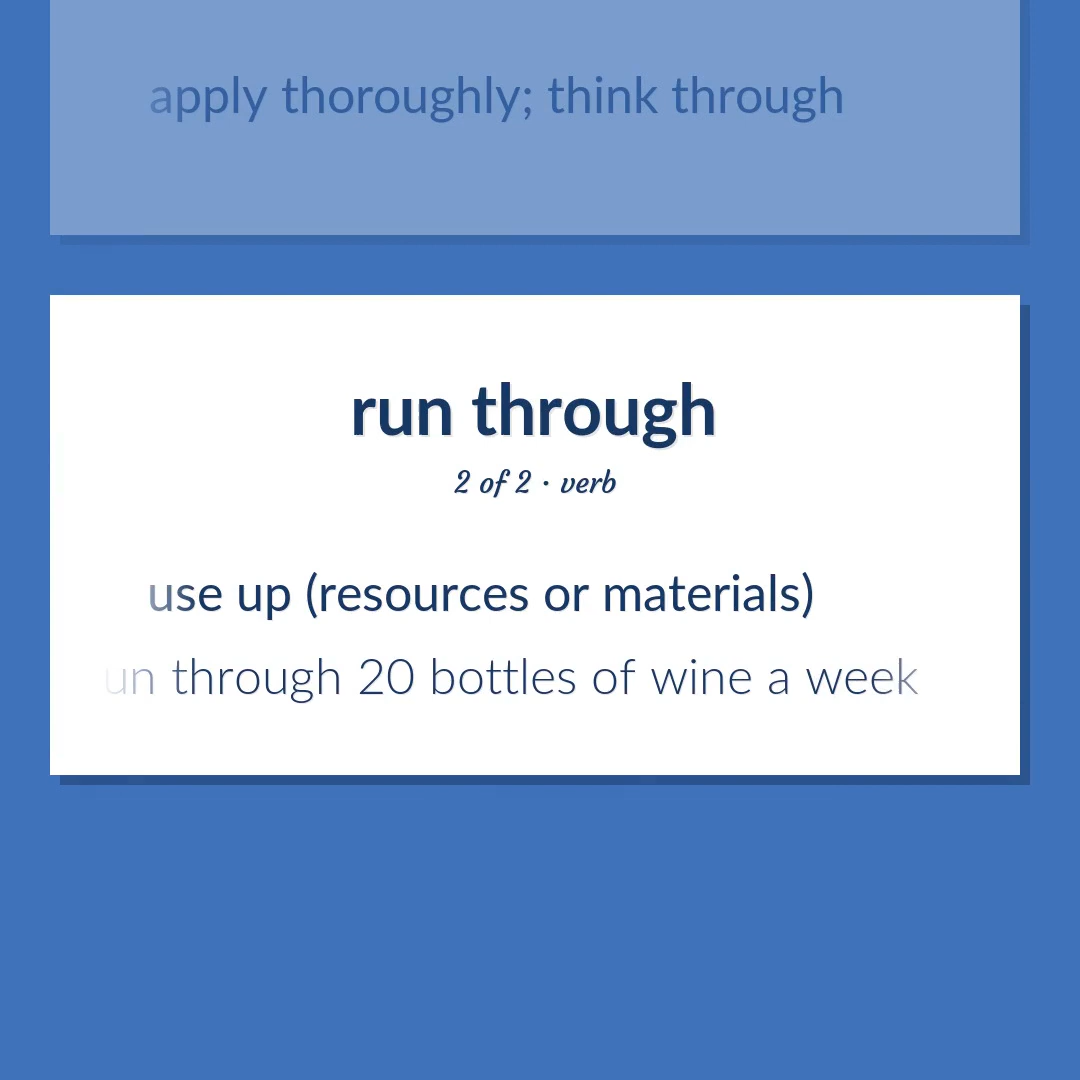 apply thoroughly; think through
run through
2 of 2 · verb
use up (resources or materials)
un through 20 bottles of wine a week